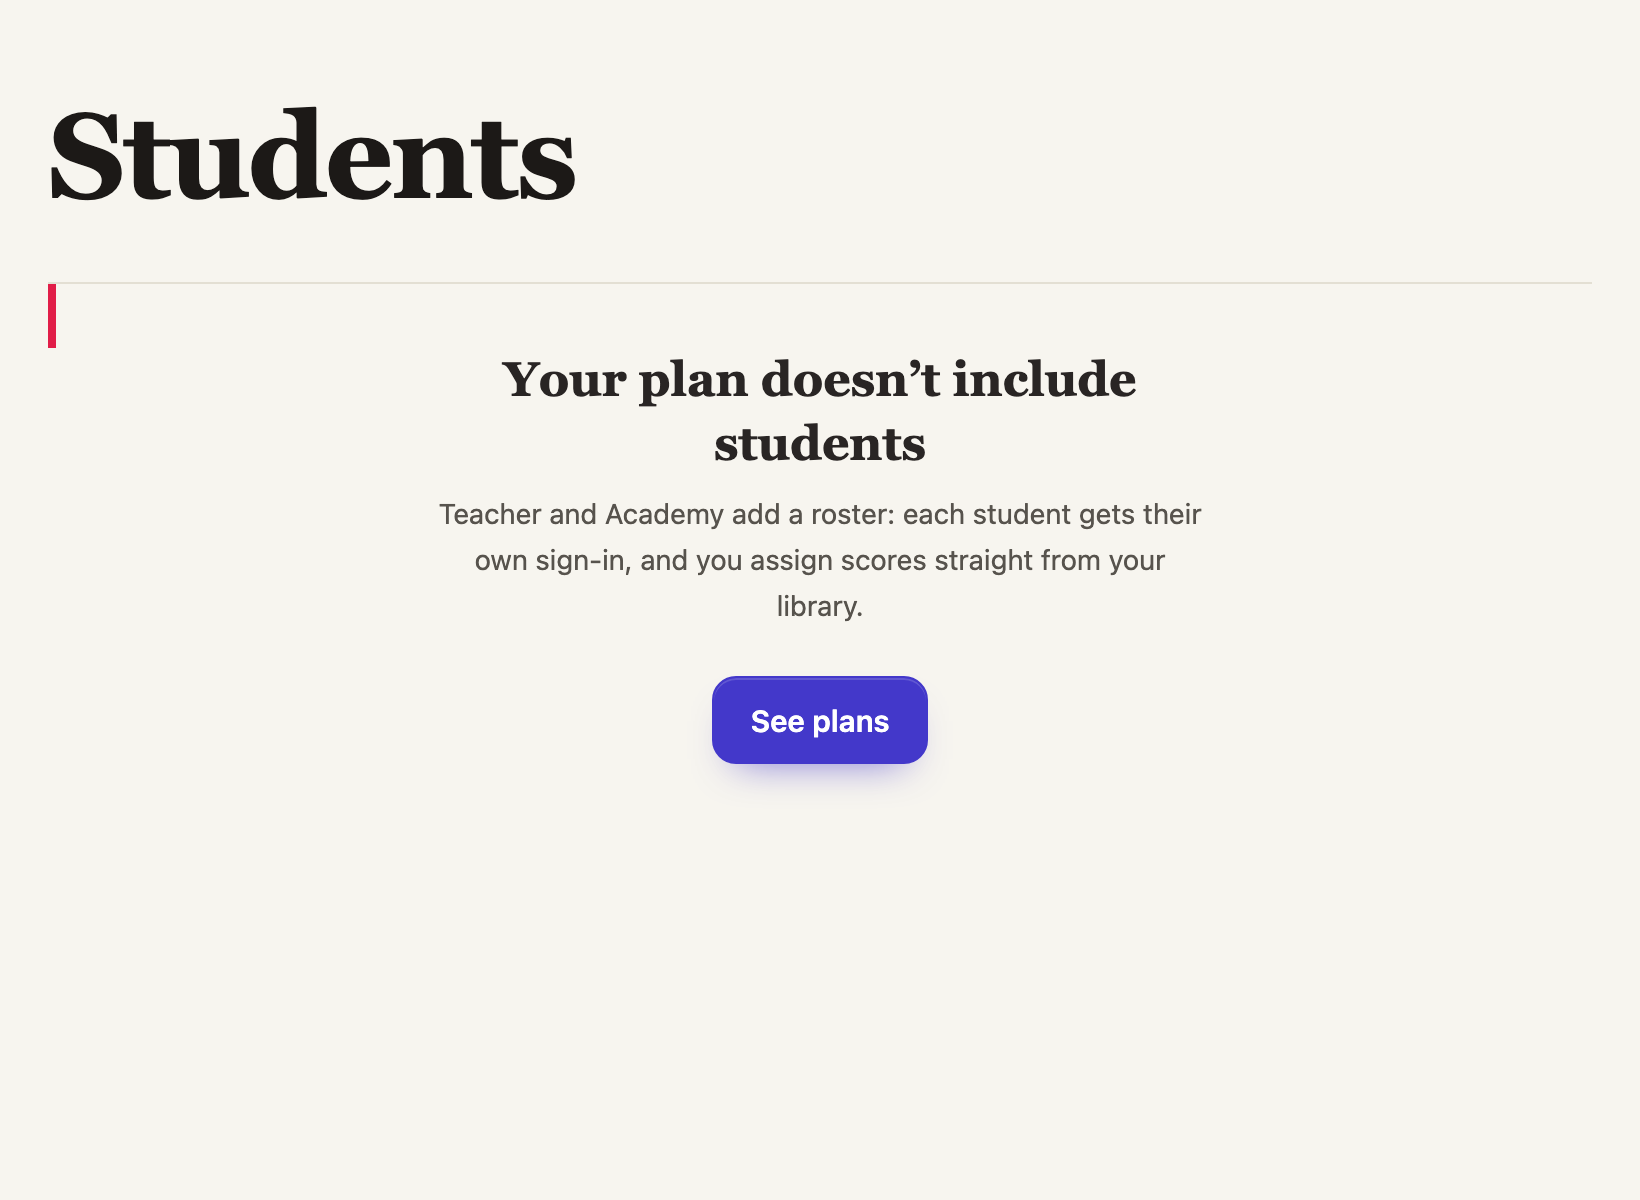 Students
Your plan doesn’t include
students
Teacher and Academy add a roster: each student gets their
own sign-in, and you assign scores straight from your
library.
See plans